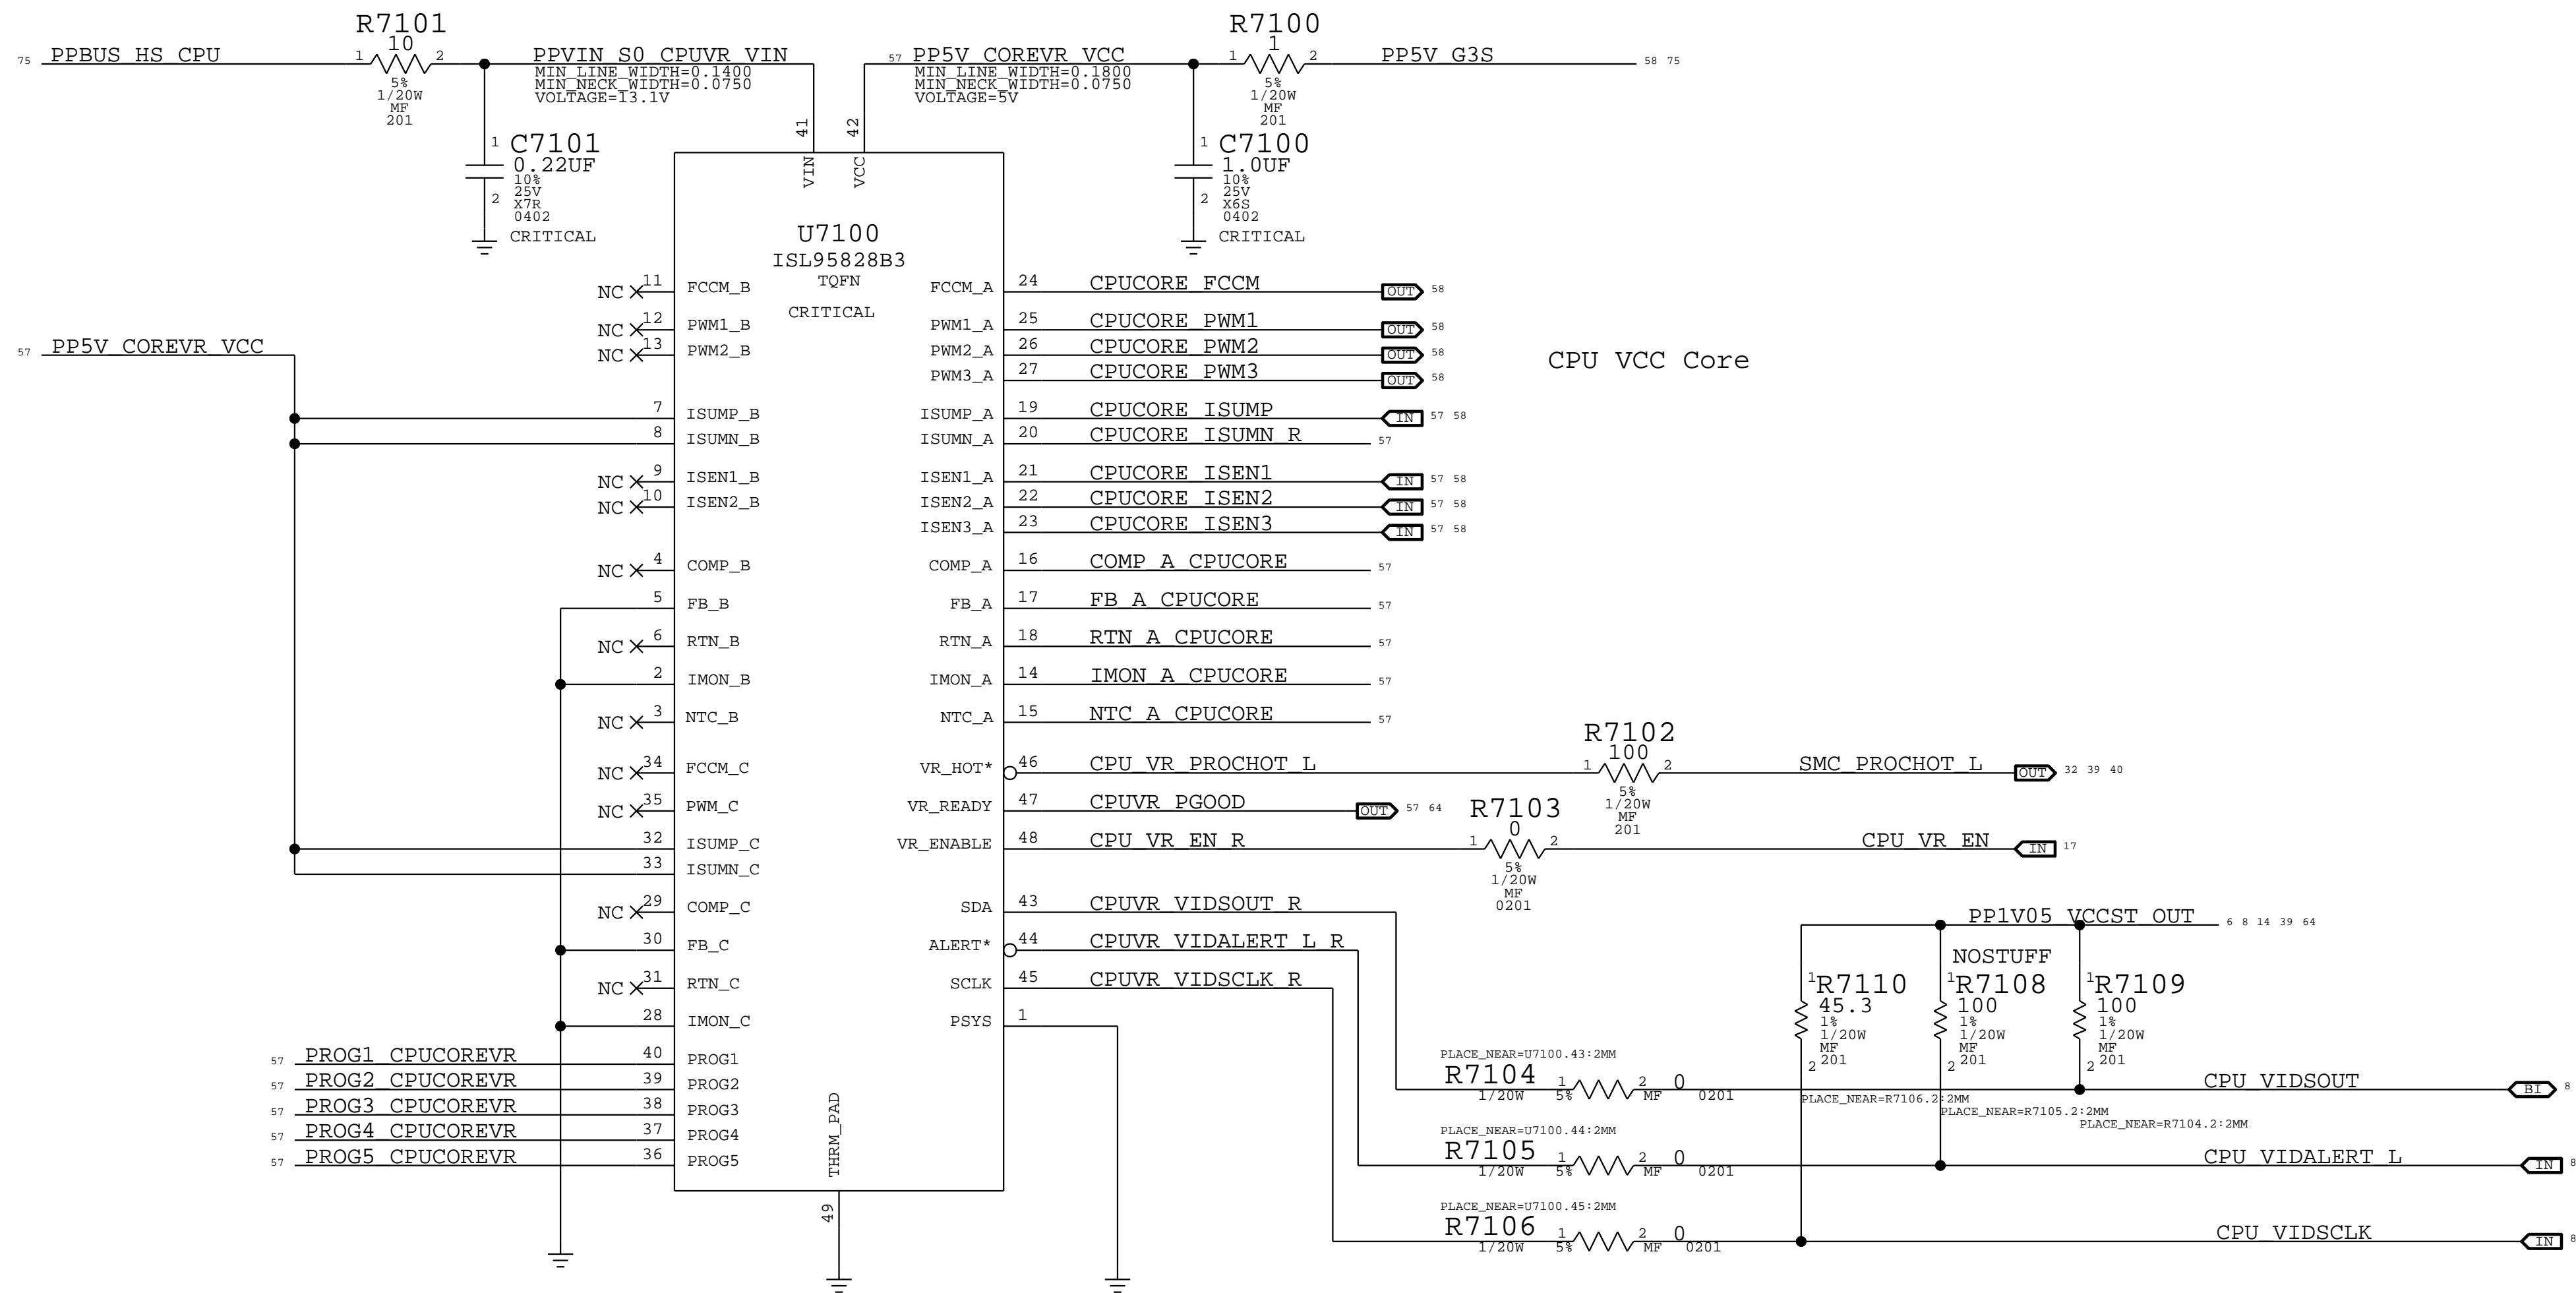 R7101
10
PPBUS_HS_CPU
75
1
2
5%
1/20W
MF
201
PPVIN_S0_CPUVR_VIN
MIN_LINE_WIDTH=0.1400
MIN_NECK_WIDTH=0.0750
VOLTAGE=13.1V
57
PP5V_COREVR_VCC
MIN_LINE_WIDTH=0.1800
MIN_NECK_WIDTH=0.0750
VOLTAGE=5V
R7100
1
1
2
5%
1/20W
MF
201
PP5V_G3S
58 75
1
C7101
0.22UF
10%
25V
X7R
0402
2
CRITICAL
41
VIN
42
VCC
1
C7100
1.0UF
10%
25V
X6S
0402
2
CRITICAL
U7100
ISL95828B3
TQFN
CRITICAL
NC 11 FCCM_B
NC 12 PWM1_B
NC 13 PWM2_B
57 PP5V_COREVR_VCC
7 ISUMP_B
8 ISUMN_B
NC 9 ISEN1_B
NC 10 ISEN2_B
NC 4 COMP_B
5 FB_B
NC 6 RTN_B
2 IMON_B
NC 3 NTC_B
NC 34 FCCM_C
NC 35 PWM_C
32 ISUMP_C
33 ISUMN_C
NC 29 COMP_C
30 FB_C
NC 31 RTN_C
28 IMON_C
57 PROG1_CPUCOREVR 40 PROG1
57 PROG2_CPUCOREVR 39 PROG2
57 PROG3_CPUCOREVR 38 PROG3
57 PROG4_CPUCOREVR 37 PROG4
57 PROG5_CPUCOREVR 36 PROG5
THRM_PAD
49
FCCM_A 24 CPUCORE_FCCM OUT 58
PWM1_A 25 CPUCORE_PWM1 OUT 58
PWM2_A 26 CPUCORE_PWM2 OUT 58
PWM3_A 27 CPUCORE_PWM3 OUT 58
CPU VCC Core
ISUMP_A 19 CPUCORE_ISUMP IN 57 58
ISUMN_A 20 CPUCORE_ISUMN_R 57
ISEN1_A 21 CPUCORE_ISEN1 IN 57 58
ISEN2_A 22 CPUCORE_ISEN2 IN 57 58
ISEN3_A 23 CPUCORE_ISEN3 IN 57 58
COMP_A 16 COMP_A_CPUCORE 57
FB_A 17 FB_A_CPUCORE 57
RTN_A 18 RTN_A_CPUCORE 57
IMON_A 14 IMON_A_CPUCORE 57
NTC_A 15 NTC_A_CPUCORE 57
VR_HOT* 46 CPU_VR_PROCHOT_L
R7102
100
1
2
5%
1/20W
MF
201
SMC_PROCHOT_L OUT 32 39 40
VR_READY 47 CPUVR_PGOOD OUT 57 64
VR_ENABLE 48 CPU_VR_EN_R
R7103
0
1
2
5%
1/20W
MF
0201
CPU_VR_EN IN 17
SDA 43 CPUVR_VIDSOUT_R
ALERT* 44 CPUVR_VIDALERT_L_R
SCLK 45 CPUVR_VIDSCLK_R
PSYS 1
PP1V05_VCCST_OUT 6 8 14 39 64
NOSTUFF
1
R7110
45.3
1%
1/20W
MF
201
2
1
R7108
100
1%
1/20W
MF
201
2
1
R7109
100
1%
1/20W
MF
201
2
PLACE_NEAR=U7100.43:2MM
R7104 1 2 0
1/20W 5% MF 0201
CPU_VIDSOUT BI 8
PLACE_NEAR=R7106.2:2MM
PLACE_NEAR=R7105.2:2MM
PLACE_NEAR=R7104.2:2MM
PLACE_NEAR=U7100.44:2MM
R7105 1 2 0
1/20W 5% MF 0201
CPU_VIDALERT_L IN 8
PLACE_NEAR=U7100.45:2MM
R7106 1 2 0
1/20W 5% MF 0201
CPU_VIDSCLK IN 8